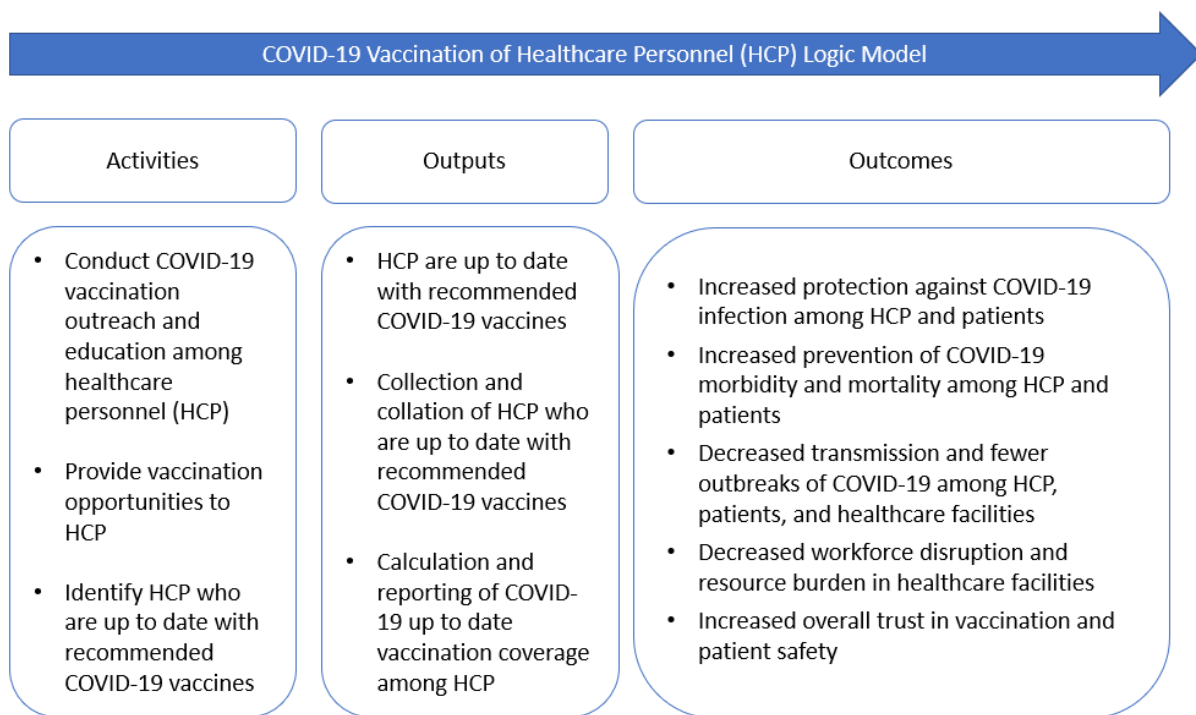 COVID-19 Vaccination of Healthcare Personnel (HCP) Logic Model
Activities
Outputs
Outcomes
• Conduct COVID-19
vaccination
outreach and
education among
healthcare
personnel (HCP)
• Provide vaccination
opportunities to
HCP
• Identify HCP who
are up to date with
recommended
COVID-19 vaccines
• HCP are up to date
with recommended
COVID-19 vaccines
• Collection and
collation of HCP who
are up to date with
recommended
COVID-19 vaccines
• Calculation and
reporting of COVID-
19 up to date
vaccination coverage
among HCP
• Increased protection against COVID-19
infection among HCP and patients
• Increased prevention of COVID-19
morbidity and mortality among HCP and
patients
• Decreased transmission and fewer
outbreaks of COVID-19 among HCP,
patients, and healthcare facilities
• Decreased workforce disruption and
resource burden in healthcare facilities
• Increased overall trust in vaccination and
patient safety